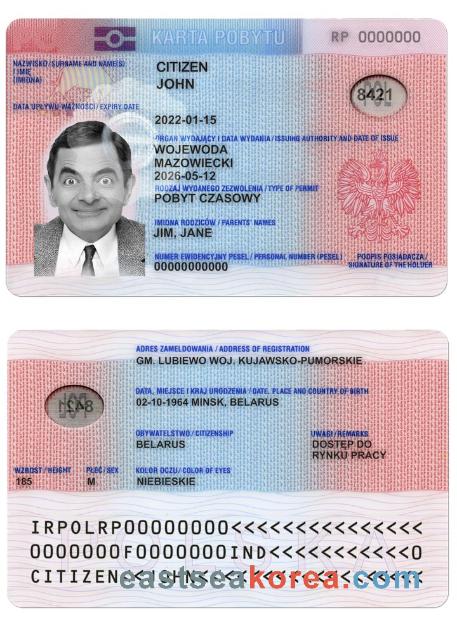 KARTA POBYTU
RP 0000000
NAZWISKO / SURNAME AND NAME(S)
I IMIĘ
(IMIONA)
CITIZEN
JOHN
8421
DATA UPŁYWU WAŻNOŚCI / EXPIRY DATE
2022-01-15
ORGAN WYDAJĄCY I DATA WYDANIA / ISSUING AUTHORITY AND DATE OF ISSUE
WOJEWODA
MAZOWIECKI
2026-05-12
RODZAJ WYDANEGO ZEZWOLENIA / TYPE OF PERMIT
POBYT CZASOWY
IMIONA RODZICÓW / PARENTS' NAMES
JIM, JANE
NUMER EWIDENCYJNY PESEL / PERSONAL NUMBER (PESEL)
00000000000
PODPIS POSIADACZA /
SIGNATURE OF THE HOLDER
ADRES ZAMELDOWANIA / ADDRESS OF REGISTRATION
GM. LUBIEWO WOJ. KUJAWSKO-PUMORSKIE
DATA, MIEJSCE I KRAJ URODZENIA / DATE, PLACE AND COUNTRY OF BIRTH
02-10-1964 MINSK, BELARUS
8421
OBYWATELSTWO / CITIZENSHIP
BELARUS
UWAGI / REMARKS
DOSTĘP DO
RYNKU PRACY
WZROST / HEIGHT
185
PŁEĆ / SEX
M
KOLOR OCZU / COLOR OF EYES
NIEBIESKIE
IRPOLRP00000000<<<<<<<<<<<<<<<
0000000F0000000IND<<<<<<<<<<<0
CITIZEN<<JOHN<<<<<<<<<<<<<<<<<
eastseakorea.com